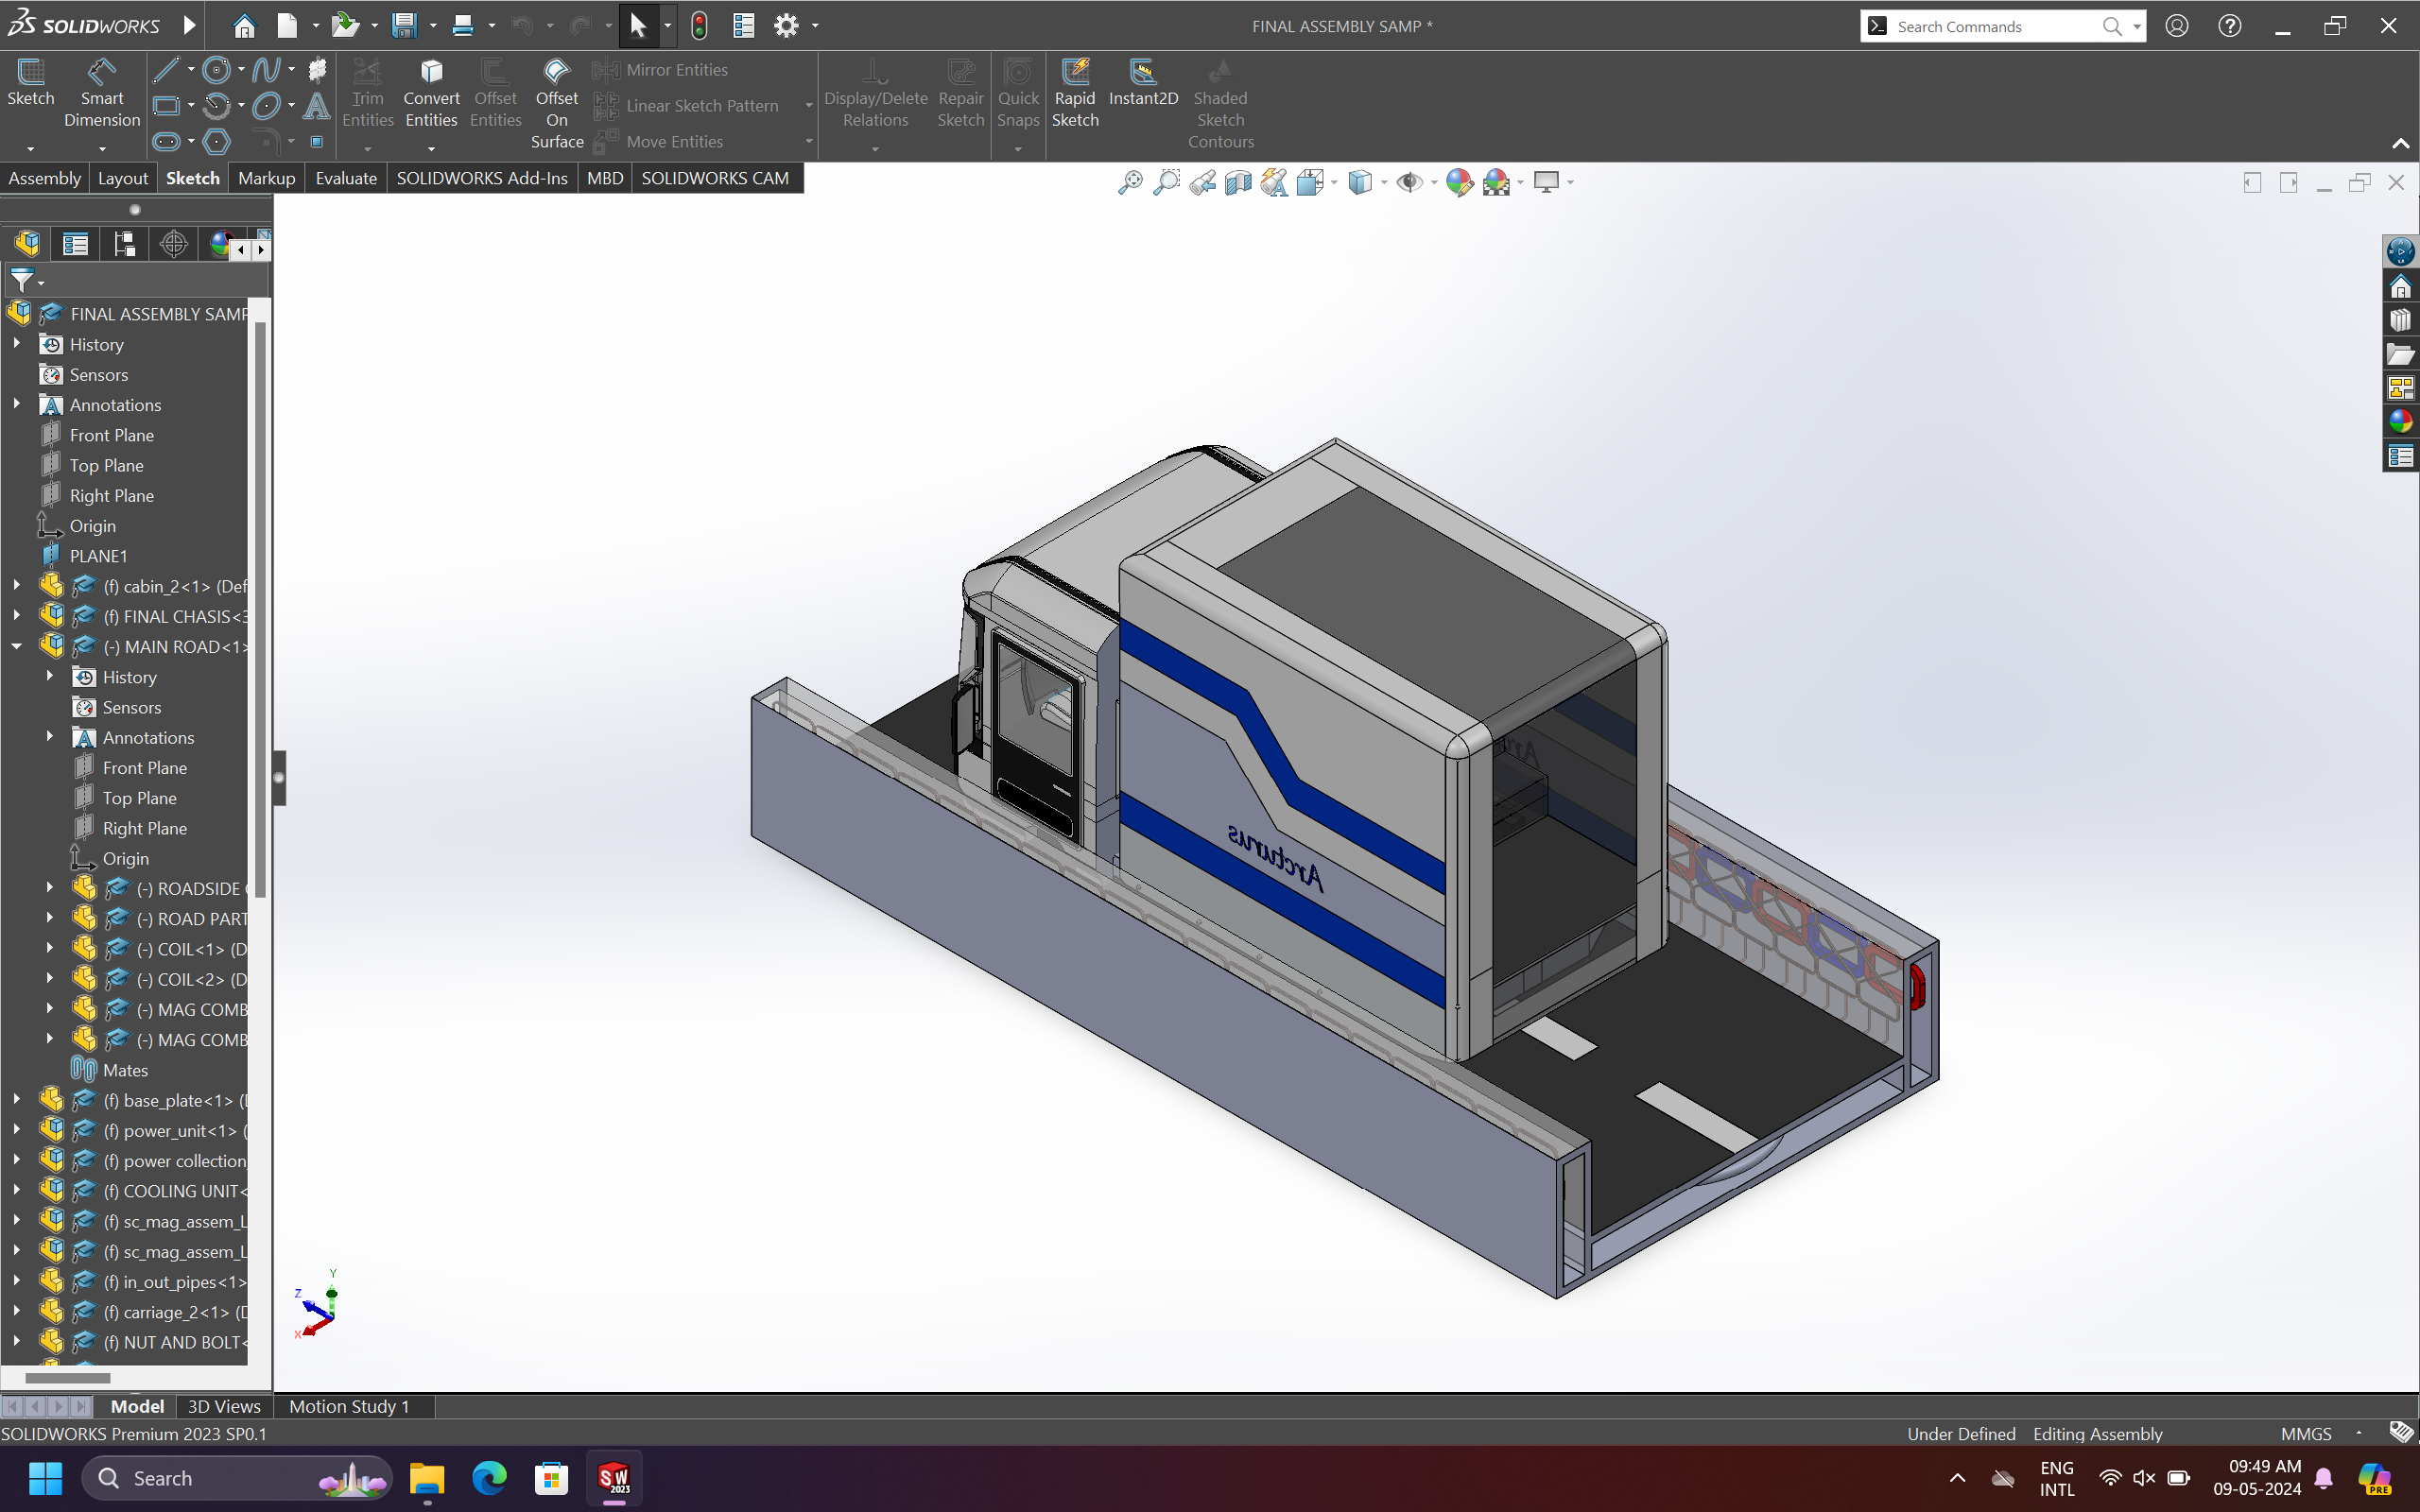 SOLIDWORKS
FINAL ASSEMBLY SAMP *
Search Commands
Sketch
Smart Dimension
Trim Entities
Convert Entities
Offset Entities
Offset On Surface
Mirror Entities
Linear Sketch Pattern
Move Entities
Display/Delete Relations
Repair Sketch
Quick Snaps
Rapid Sketch
Instant2D
Shaded Sketch Contours
Assembly
Layout
Sketch
Markup
Evaluate
SOLIDWORKS Add-Ins
MBD
SOLIDWORKS CAM
FINAL ASSEMBLY SAMP
History
Sensors
Annotations
Front Plane
Top Plane
Right Plane
Origin
PLANE1
(f) cabin_2<1> (Def
(f) FINAL CHASIS<3
(-) MAIN ROAD<1>
History
Sensors
Annotations
Front Plane
Top Plane
Right Plane
Origin
(-) ROADSIDE
(-) ROAD PART
(-) COIL<1> (D
(-) COIL<2> (D
(-) MAG COMB
(-) MAG COMB
Mates
(f) base_plate<1> (
(f) power_unit<1> (
(f) power collection
(f) COOLING UNIT<
(f) sc_mag_assem_L
(f) sc_mag_assem_L
(f) in_out_pipes<1>
(f) carriage_2<1> (D
(f) NUT AND BOLT<
Arcturus
Y
Z
X
Model
3D Views
Motion Study 1
SOLIDWORKS Premium 2023 SP0.1
Under Defined
Editing Assembly
MMGS
Search
SW
2023
ENG
INTL
09:49 AM
09-05-2024
PRE